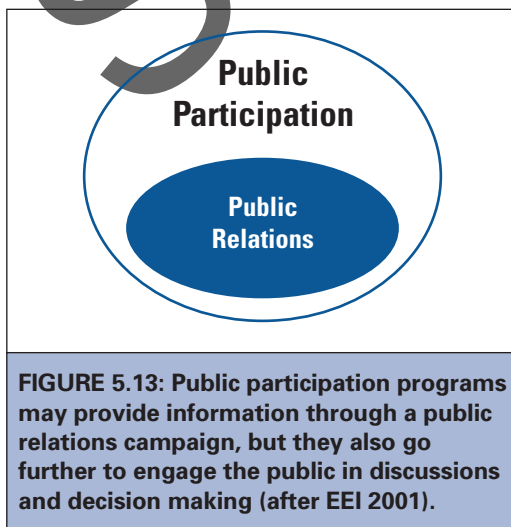 Public
Participation
Public
Relations
FIGURE 5.13: Public participation programs
may provide information through a public
relations campaign, but they also go
further to engage the public in discussions
and decision making (after EEI 2001).